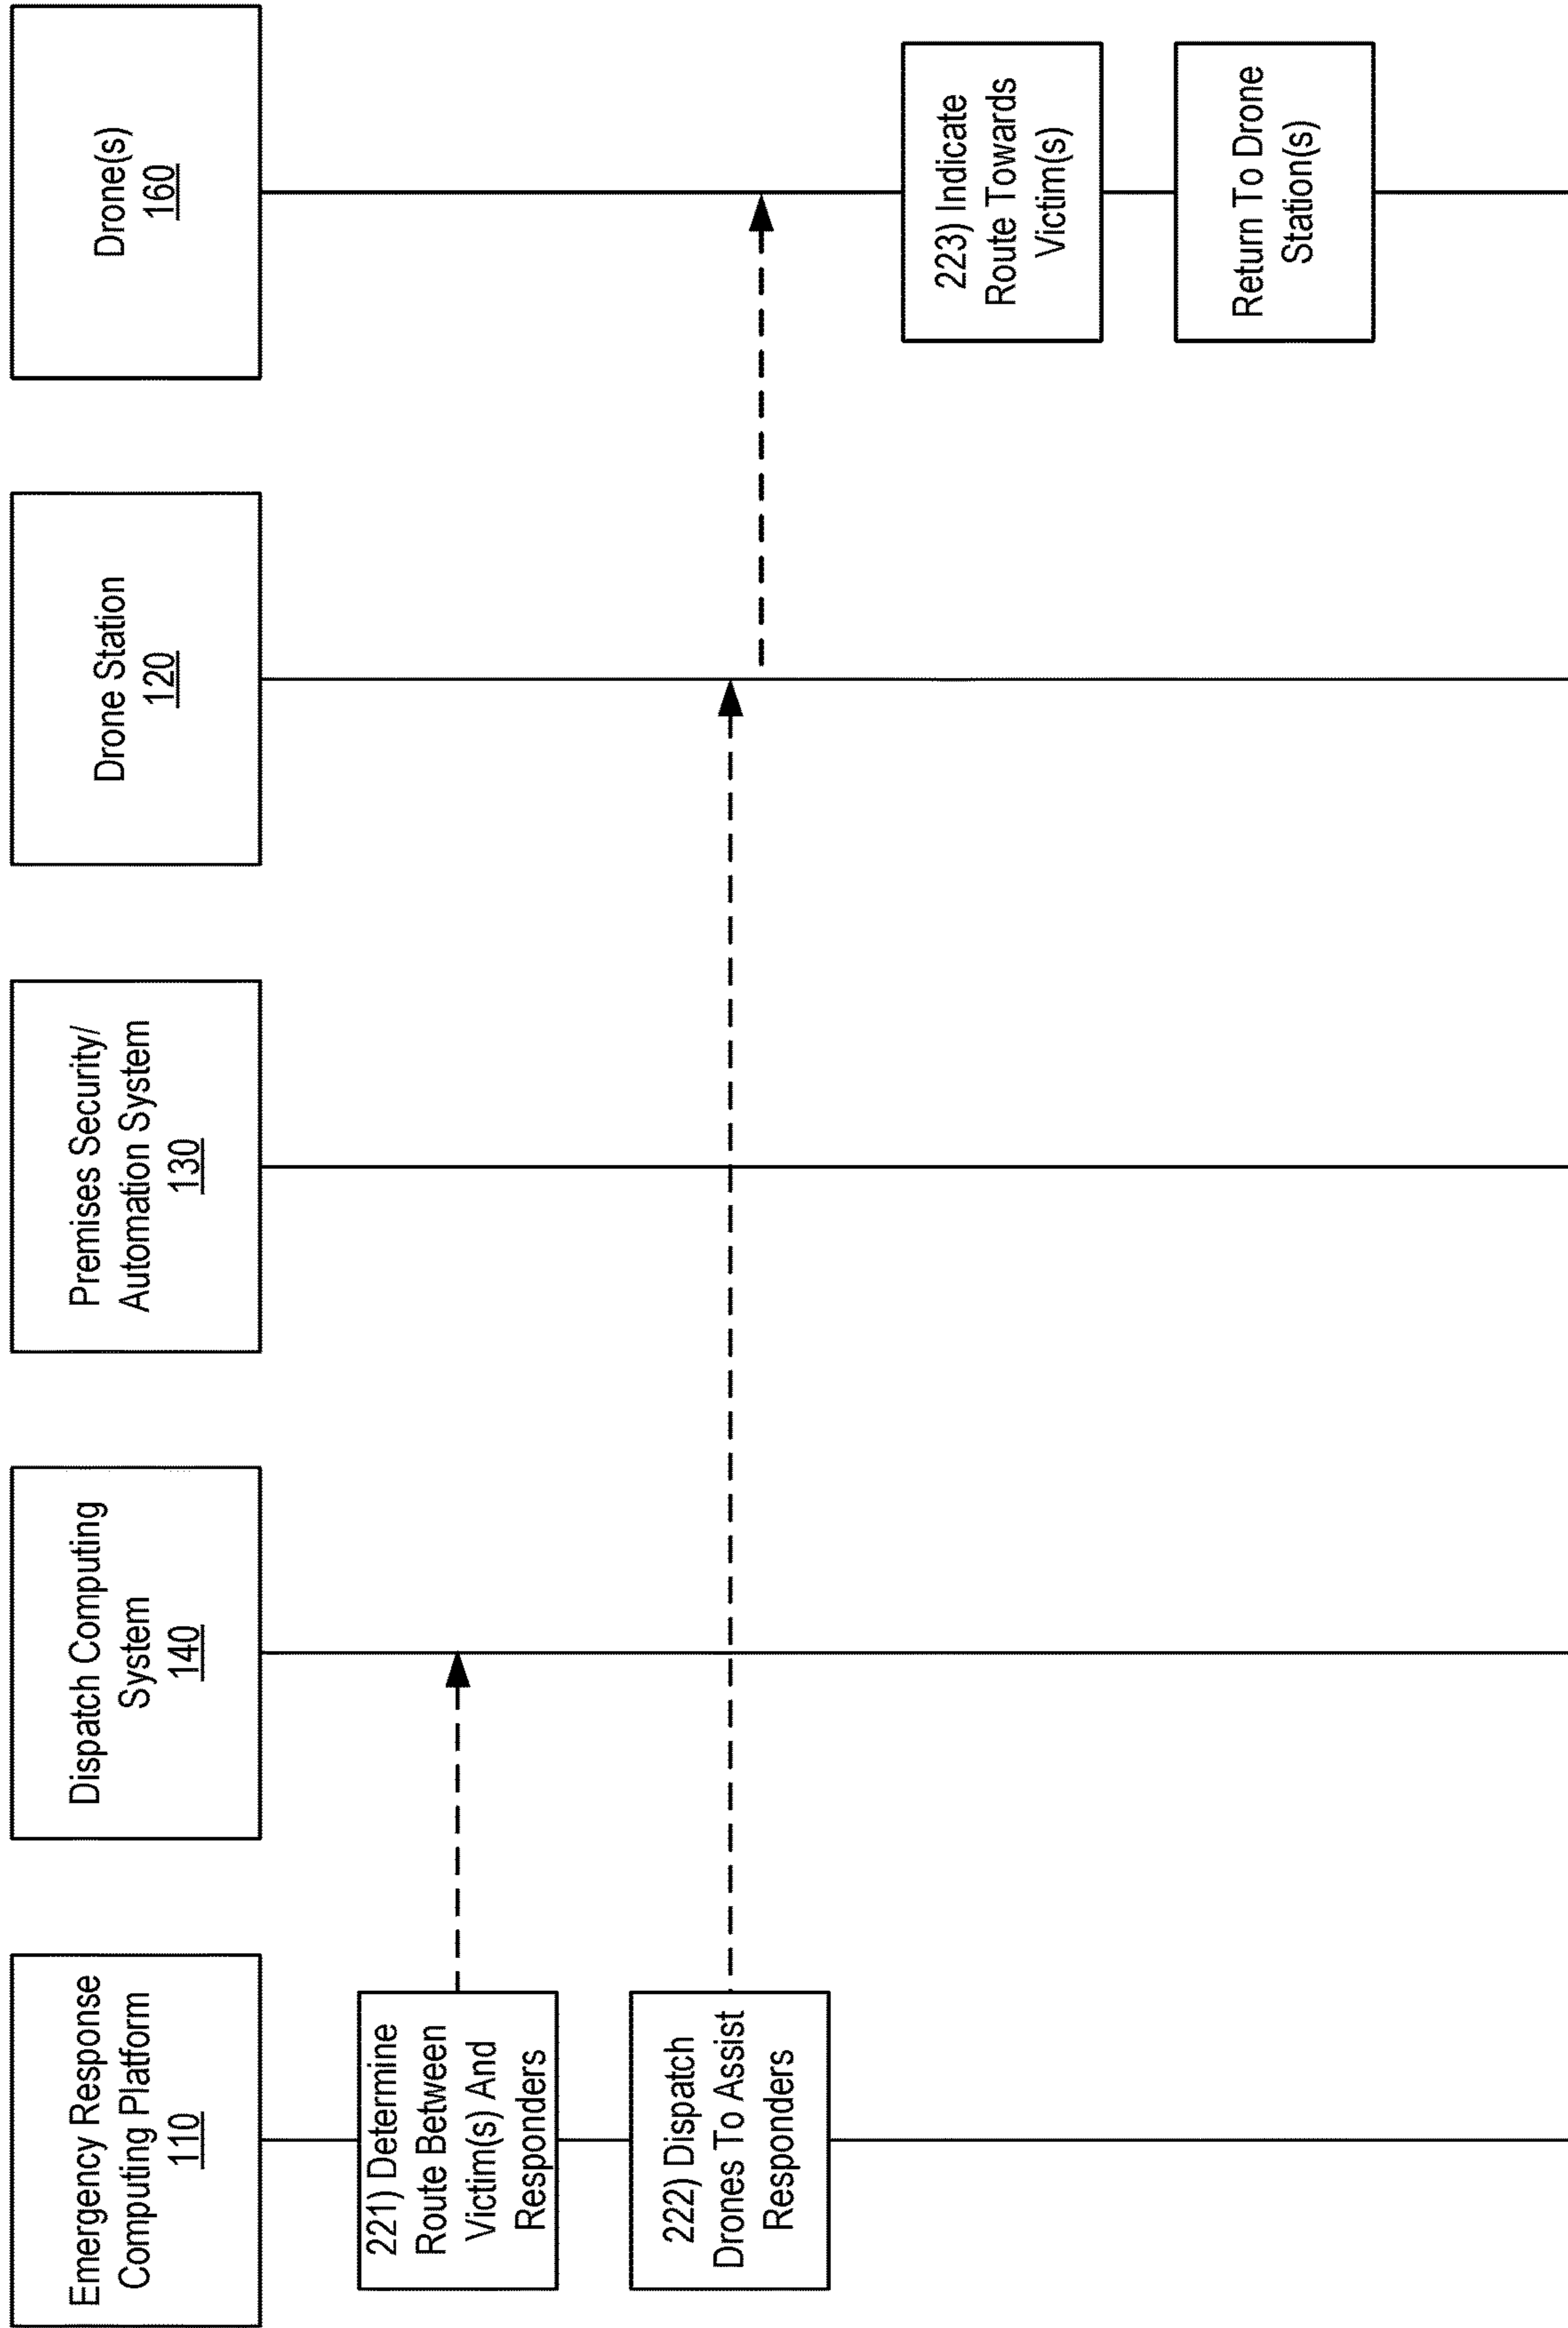 Emergency Response
Computing Platform
110
Dispatch Computing
System
140
Premises Security/
Automation System
130
Drone Station
120
Drone(s)
160
221) Determine
Route Between
Victim(s) And
Responders
222) Dispatch
Drones To Assist
Responders
223) Indicate
Route Towards
Victim(s)
Return To Drone
Station(s)